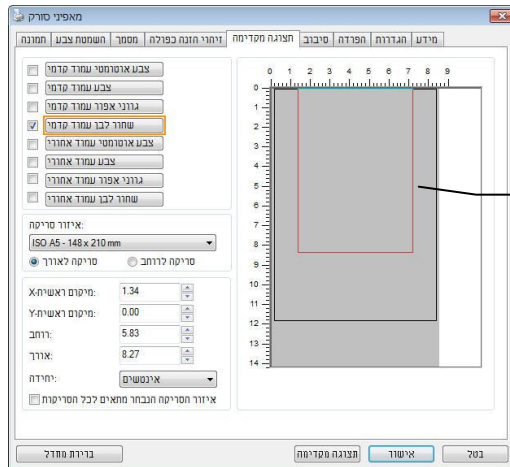 מאפיני סורק
תמונה השמטת צבע מסמך זיהוי הזנה כפולה תצוגה מקדימה סיבוב הפרדה הגדרות מידע
צבע אוטומטי עמוד קדמי
צבע עמוד קדמי
גרוני אפור עמוד קדמי
שחור לבן עמוד קדמי
צבע אוטומטי עמוד אחורי
צבע עמוד אחורי
גרוני אפור עמוד אחורי
שחור לבן עמוד אחורי
איזור סריקה:
ISO A5 - 148 x 210 mm
סריקה לאורך סריקה לרוחב
מיקום ראשית-X: 1.34
מיקום ראשית-Y: 0.00
רוחב: 5.83
אורך: 8.27
יחידה: אינטשים
איזור הסריקה הנבחר מתאים לכל הסריקות
0 1 2 3 4 5 6 7 8 9
0
1
2
3
4
5
6
7
8
9
10
11
12
13
14
ברירת מחדל תצוגה מקדימה אישור בטל